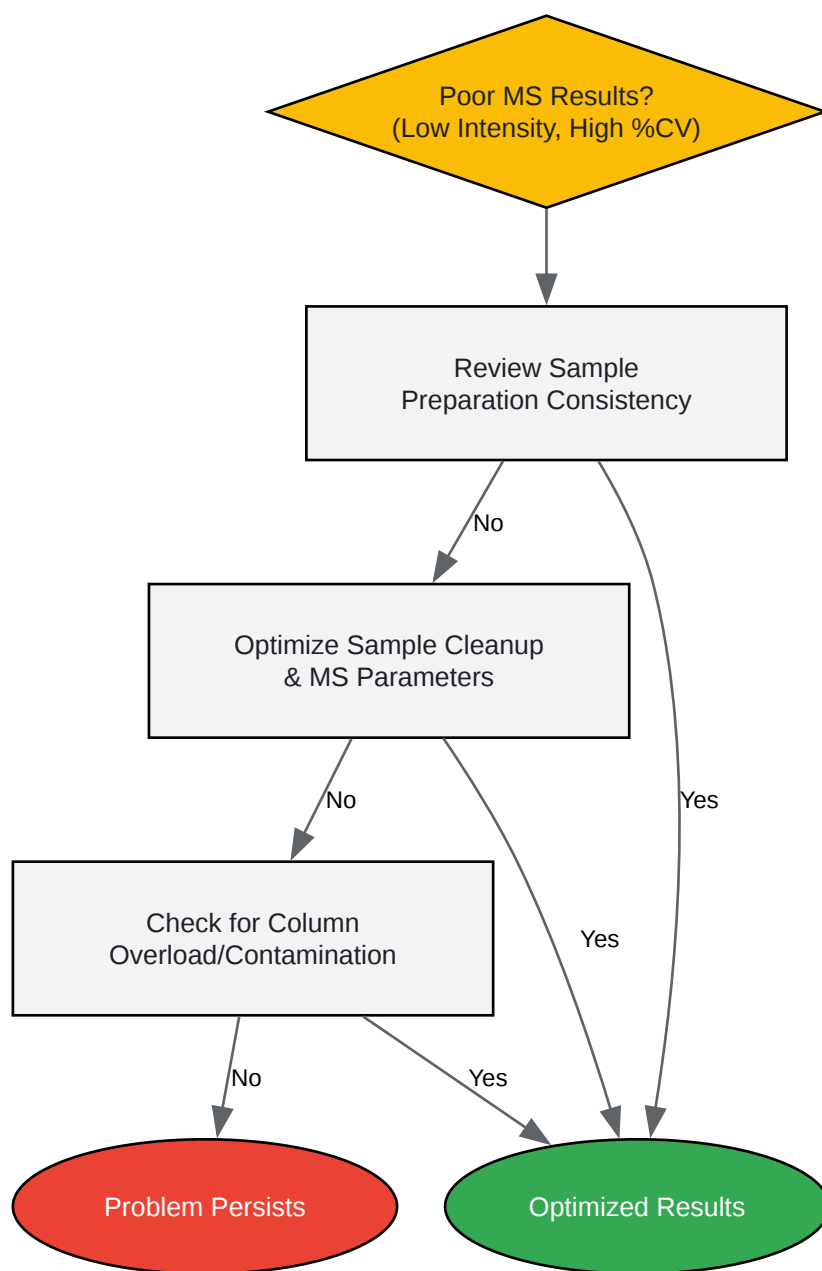 Poor MS Results?
(Low Intensity, High %CV)
Review Sample
Preparation Consistency
No
Optimize Sample Cleanup
& MS Parameters
No
Yes
Check for Column
Overload/Contamination
Yes
No
Yes
Problem Persists
Optimized Results